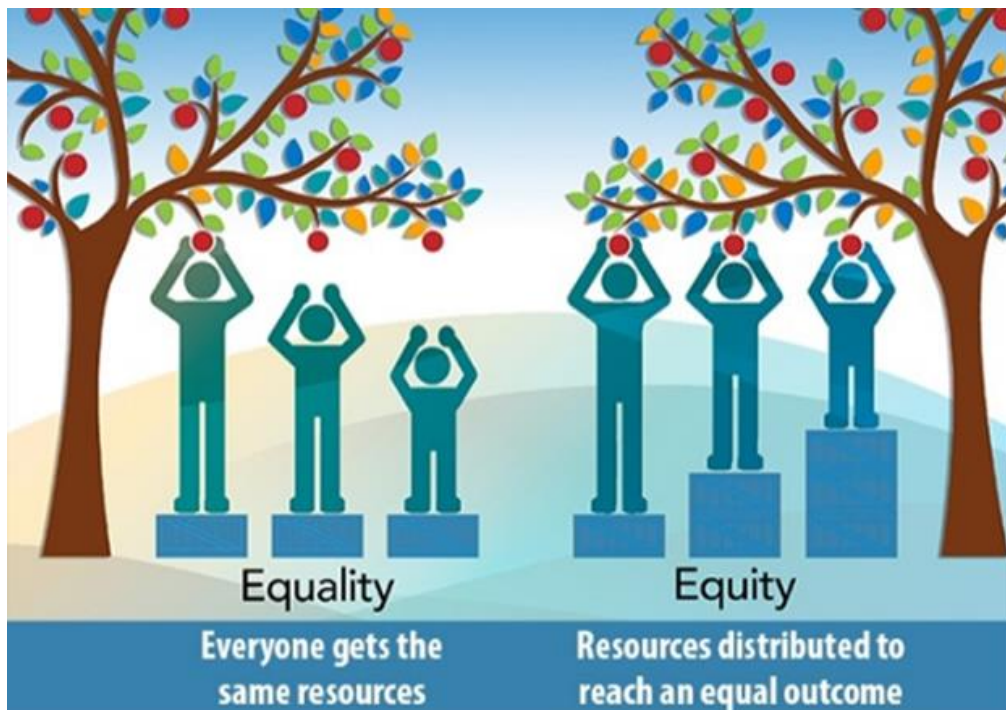 Equality
Everyone gets the
same resources
Equity
Resources distributed to
reach an equal outcome